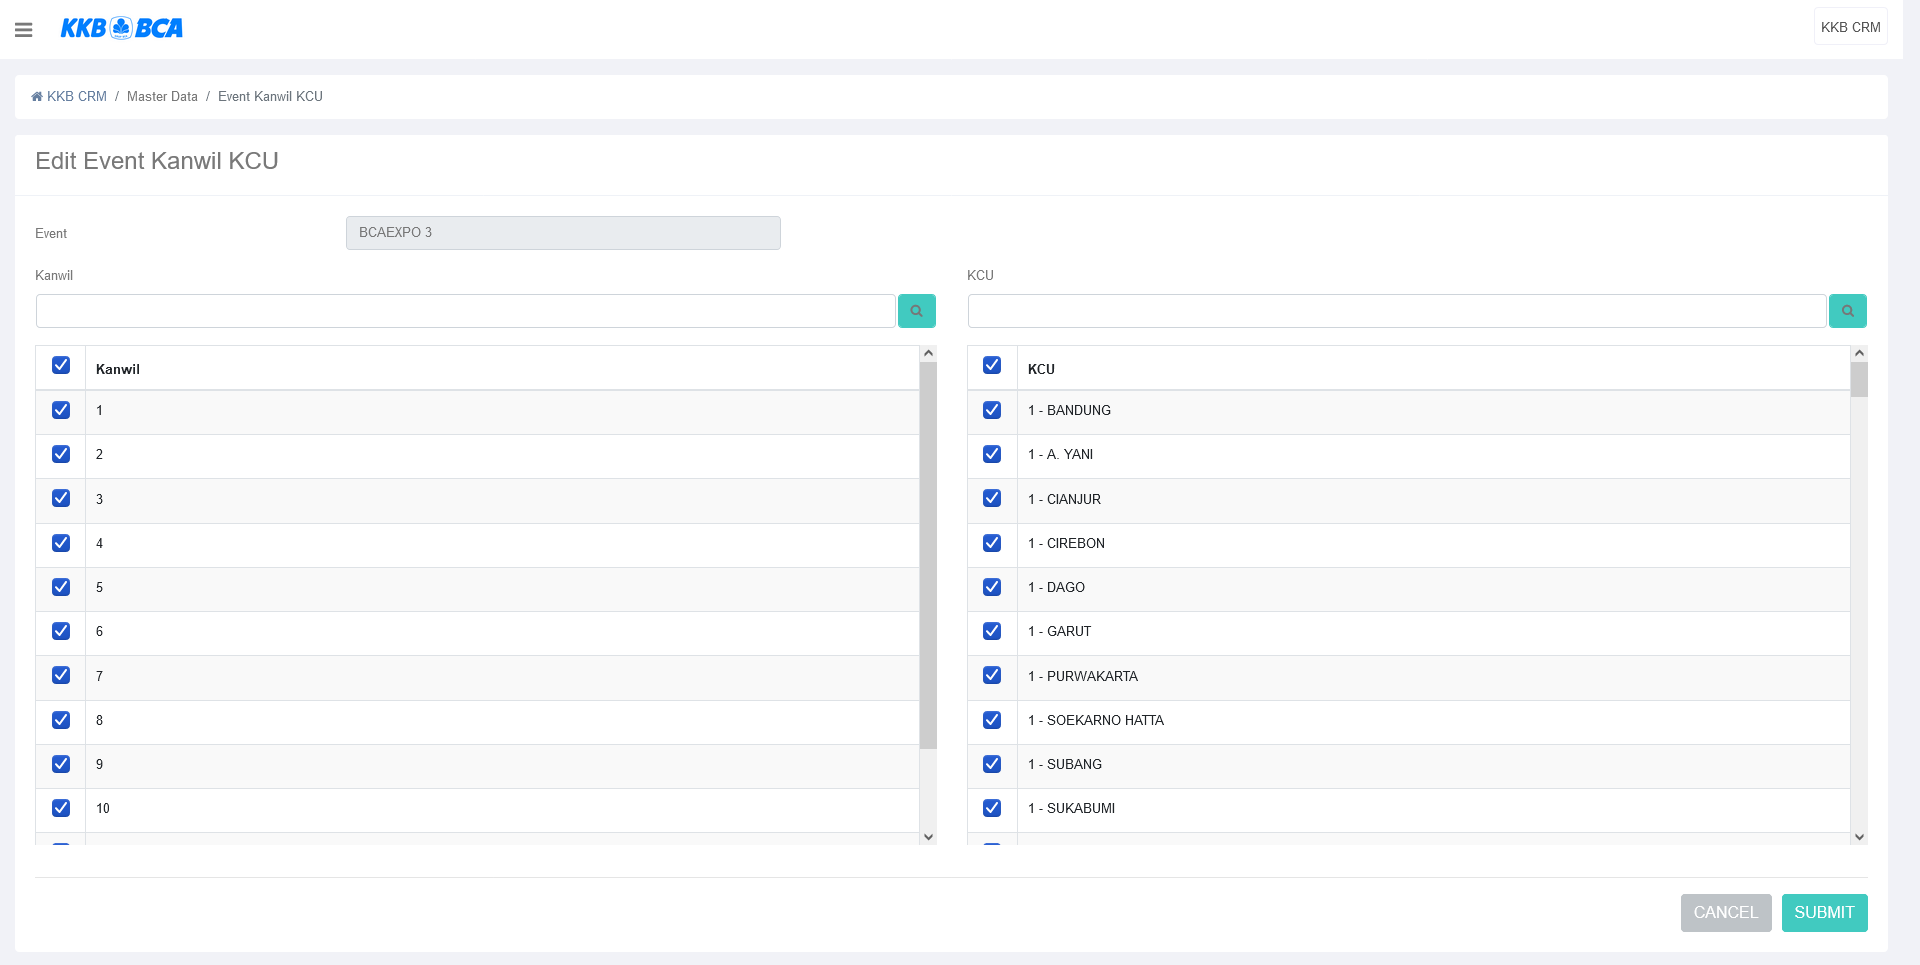 KKB BCA
KKB CRM
KKB CRM / Master Data / Event Kanwil KCU
Edit Event Kanwil KCU
Event
BCAEXPO 3
Kanwil
KCU
Kanwil
1
2
3
4
5
6
7
8
9
10
KCU
1 - BANDUNG
1 - A. YANI
1 - CIANJUR
1 - CIREBON
1 - DAGO
1 - GARUT
1 - PURWAKARTA
1 - SOEKARNO HATTA
1 - SUBANG
1 - SUKABUMI
CANCEL
SUBMIT